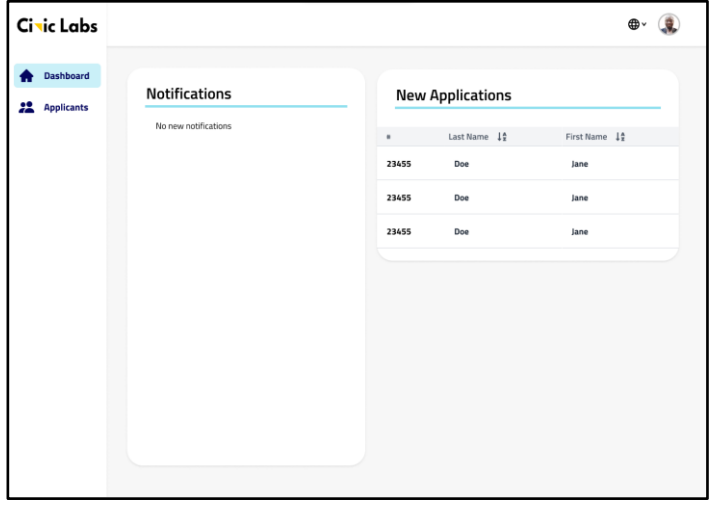 Civic Labs
Dashboard
Applicants
Notifications
No new notifications
New Applications
# Last Name First Name
23455 Doe Jane
23455 Doe Jane
23455 Doe Jane